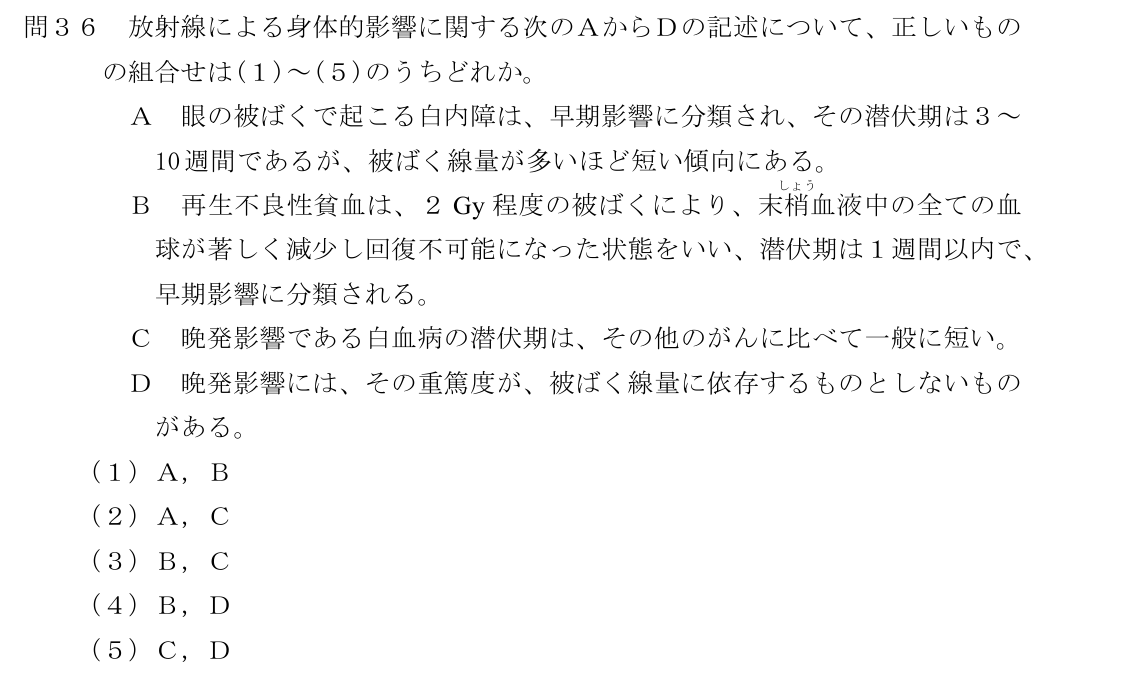 問３６　放射線による身体的影響に関する次のＡからＤの記述について、正しいもの
の組合せは(１)～(５)のうちどれか。
Ａ　眼の被ばくで起こる白内障は、早期影響に分類され、その潜伏期は３～
10週間であるが、被ばく線量が多いほど短い傾向にある。
しょう
Ｂ　再生不良性貧血は、２ Gy 程度の被ばくにより、末梢血液中の全ての血
球が著しく減少し回復不可能になった状態をいい、潜伏期は１週間以内で、
早期影響に分類される。
Ｃ　晩発影響である白血病の潜伏期は、その他のがんに比べて一般に短い。
Ｄ　晩発影響には、その重篤度が、被ばく線量に依存するものとしないもの
がある。
(１) Ａ，Ｂ
(２) Ａ，Ｃ
(３) Ｂ，Ｃ
(４) Ｂ，Ｄ
(５) Ｃ，Ｄ